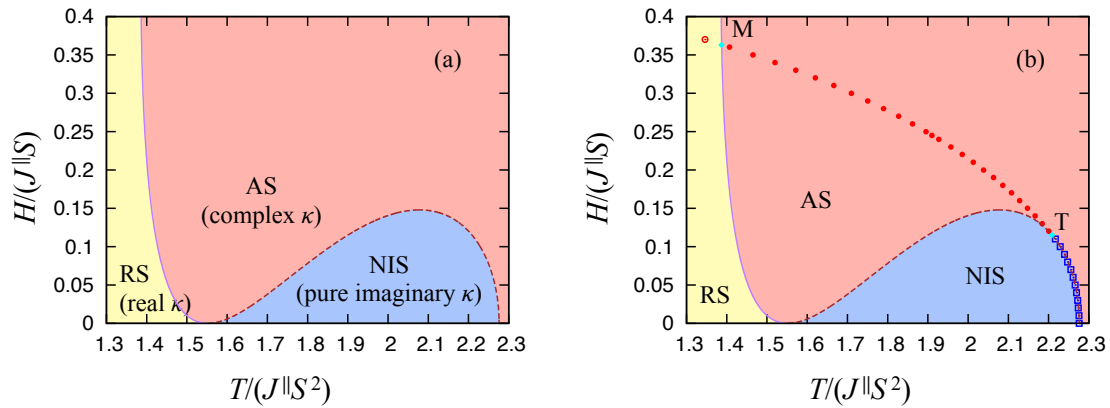 0.4
0.35
0.3
0.25
0.2
0.15
0.1
0.05
0
H/(J∥S)
(a)
AS
(complex κ)
NIS
(pure imaginary κ)
RS
(real κ)
1.3 1.4 1.5 1.6 1.7 1.8 1.9 2 2.1 2.2 2.3
T/(J∥S²)
0.4
0.35
0.3
0.25
0.2
0.15
0.1
0.05
0
H/(J∥S)
M
(b)
AS
T
NIS
RS
1.3 1.4 1.5 1.6 1.7 1.8 1.9 2 2.1 2.2 2.3
T/(J∥S²)